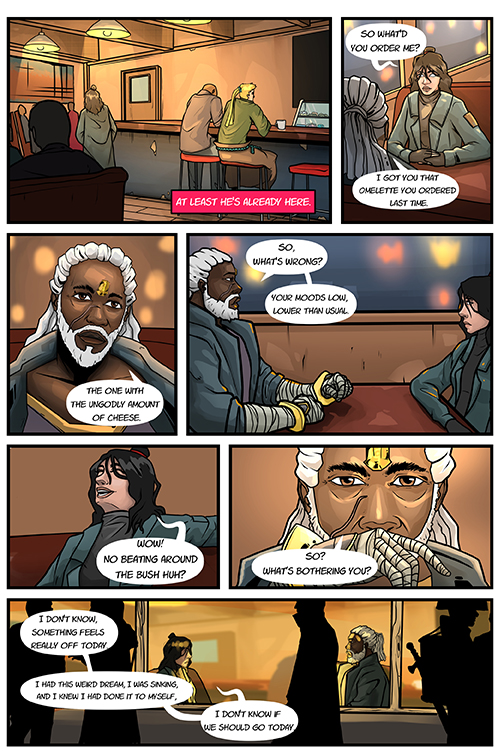 AT LEAST HE'S ALREADY HERE.
SO WHAT'D
YOU ORDER ME?
I GOT YOU THAT
OMELETTE YOU ORDERED
LAST TIME.
THE ONE WITH
THE UNGODLY AMOUNT
OF CHEESE.
SO,
WHAT'S WRONG?
YOUR MOODS LOW,
LOWER THAN USUAL.
WOW!
NO BEATING AROUND
THE BUSH HUH?
SO?
WHAT'S BOTHERING YOU?
I DON'T KNOW,
SOMETHING FEELS
REALLY OFF TODAY
I HAD THIS WEIRD DREAM, I WAS SINKING,
AND I KNEW I HAD DONE IT TO MYSELF,
I DON'T KNOW IF
WE SHOULD GO TODAY